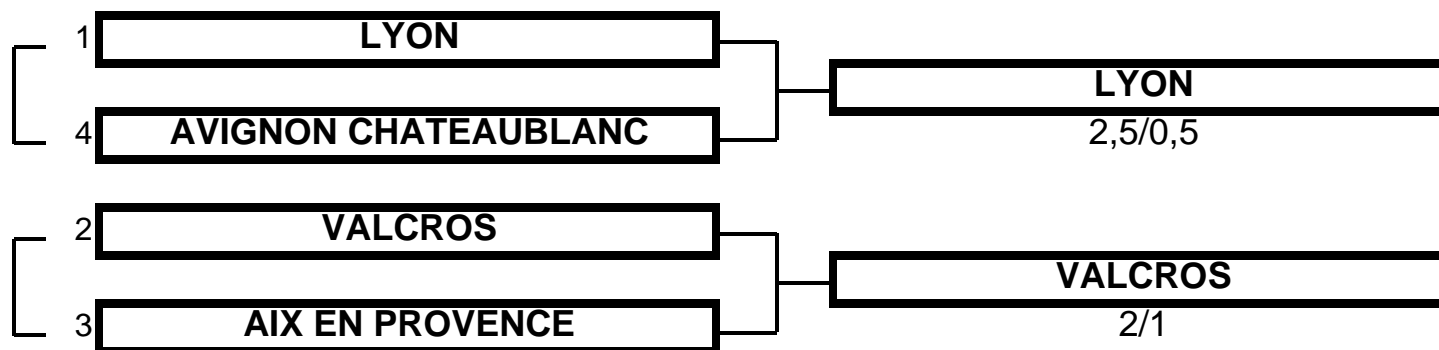 1 LYON
LYON
4 AVIGNON CHATEAUBLANC
2,5/0,5
2 VALCROS
VALCROS
3 AIX EN PROVENCE
2/1